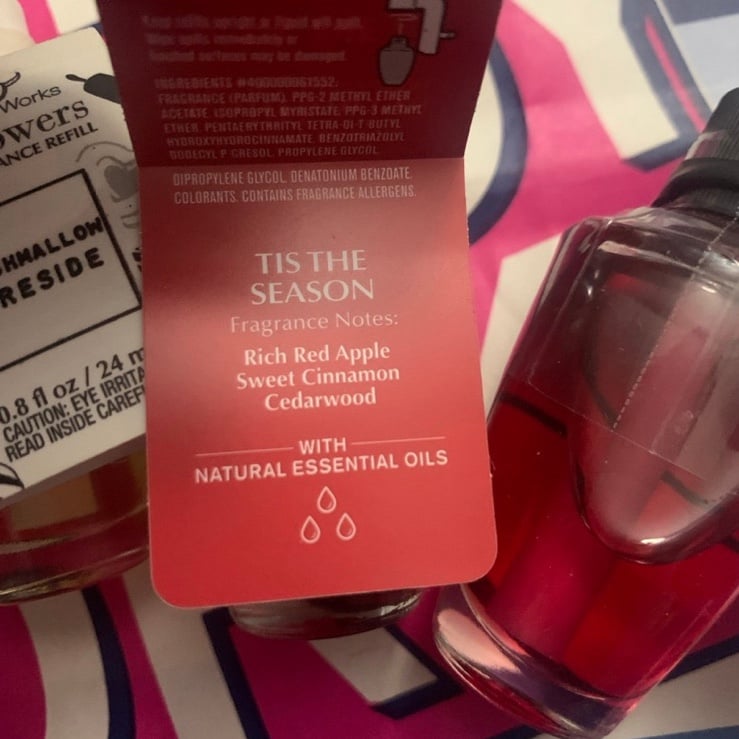 Works
owers
ANCE REFILL
HMALLOW
RESIDE
0.8 fl oz / 24 m
CAUTION: EYE IRRITA
READ INSIDE CAREF
Keep refills upright or liquid will spill.
Wipe spills immediately or
finished surfaces may be damaged.
INGREDIENTS #400000961552:
FRAGRANCE (PARFUM), PPG-2 METHYL ETHER
ACETATE, ISOPROPYL MYRISTATE, PPG-3 METHYL
ETHER, PENTAERYTHRITYL TETRA-DI-T-BUTYL
HYDROXYHYDROCINNAMATE, BENZOTRIAZOLYL
DODECYL P-CRESOL, PROPYLENE GLYCOL,
DIPROPYLENE GLYCOL, DENATONIUM BENZOATE,
COLORANTS. CONTAINS FRAGRANCE ALLERGENS.
TIS THE
SEASON
Fragrance Notes:
Rich Red Apple
Sweet Cinnamon
Cedarwood
WITH
NATURAL ESSENTIAL OILS